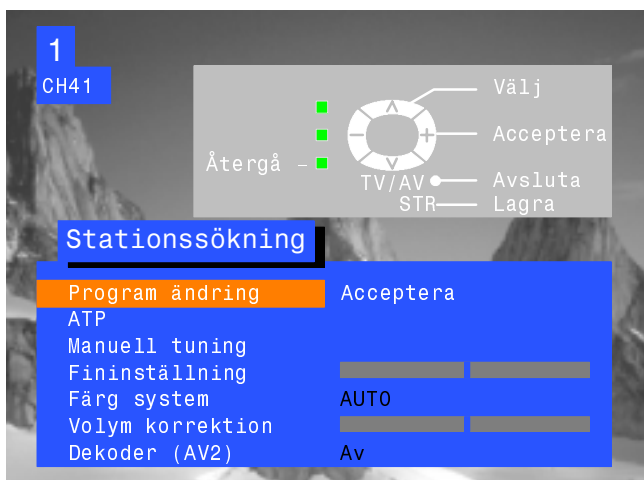 1
CH41
Välj
Acceptera
Återgå
TV/AV Avsluta
STR Lagra
Stationssökning
Program ändring Acceptera
ATP
Manuell tuning
Fininställning
Färg system AUTO
Volym korrektion
Dekoder (AV2) Av